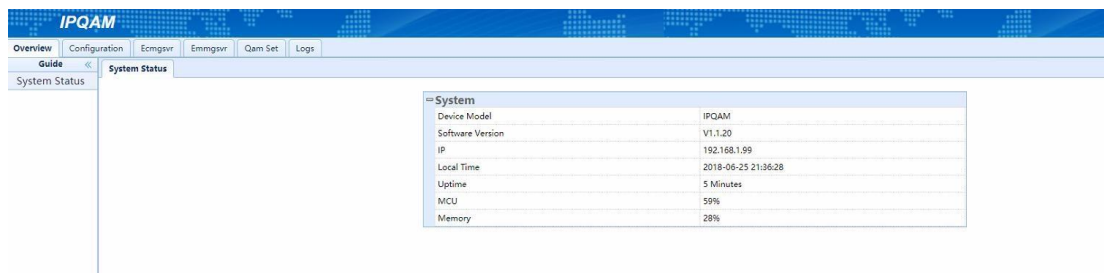 IPQAM
Overview Configuration Ecmgsvr Emmgsvr Qam Set Logs
Guide «
System Status
System Status
System
Device Model IPQAM
Software Version V1.1.20
IP 192.168.1.99
Local Time 2018-06-25 21:36:28
Uptime 5 Minutes
MCU 59%
Memory 28%